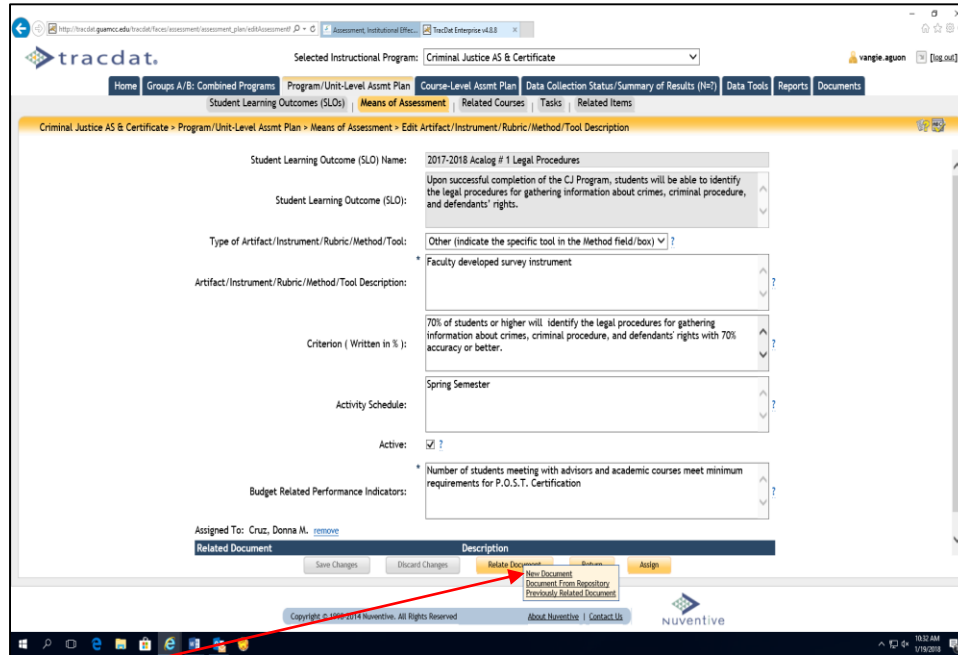 http://tracdat.guamcc.edu/tracdat/faces/assessment/assessment_plan/editAssessment
Assessment, Institutional Effec...
TracDat Enterprise v4.8.8
tracdat.
Selected Instructional Program: Criminal Justice AS & Certificate
vangie.aguon [log out]
Home Groups A/B: Combined Programs Program/Unit-Level Assmt Plan Course-Level Assmt Plan Data Collection Status/Summary of Results (N=?) Data Tools Reports Documents
Student Learning Outcomes (SLOs) Means of Assessment Related Courses Tasks Related Items
Criminal Justice AS & Certificate > Program/Unit-Level Assmt Plan > Means of Assessment > Edit Artifact/Instrument/Rubric/Method/Tool Description
Student Learning Outcome (SLO) Name: 2017-2018 Acalog # 1 Legal Procedures
Student Learning Outcome (SLO):
Upon successful completion of the CJ Program, students will be able to identify
the legal procedures for gathering information about crimes, criminal procedure,
and defendants' rights.
Type of Artifact/Instrument/Rubric/Method/Tool: Other (indicate the specific tool in the Method field/box) ?
* Faculty developed survey instrument
Artifact/Instrument/Rubric/Method/Tool Description: ?
70% of students or higher will identify the legal procedures for gathering
information about crimes, criminal procedure, and defendants' rights with 70%
accuracy or better.
Criterion ( Written in % ): ?
Spring Semester
Activity Schedule: ?
Active: ?
* Number of students meeting with advisors and academic courses meet minimum
requirements for P.O.S.T. Certification
Budget Related Performance Indicators: ?
Assigned To: Cruz, Donna M. remove
Related Document Description
Save Changes Discard Changes Relate Document Return Assign
New Document
Document From Repository
Previously Related Document
Copyright © 1998-2014 Nuventive. All Rights Reserved About Nuventive | Contact Us
nuventive
10:32 AM
1/19/2018